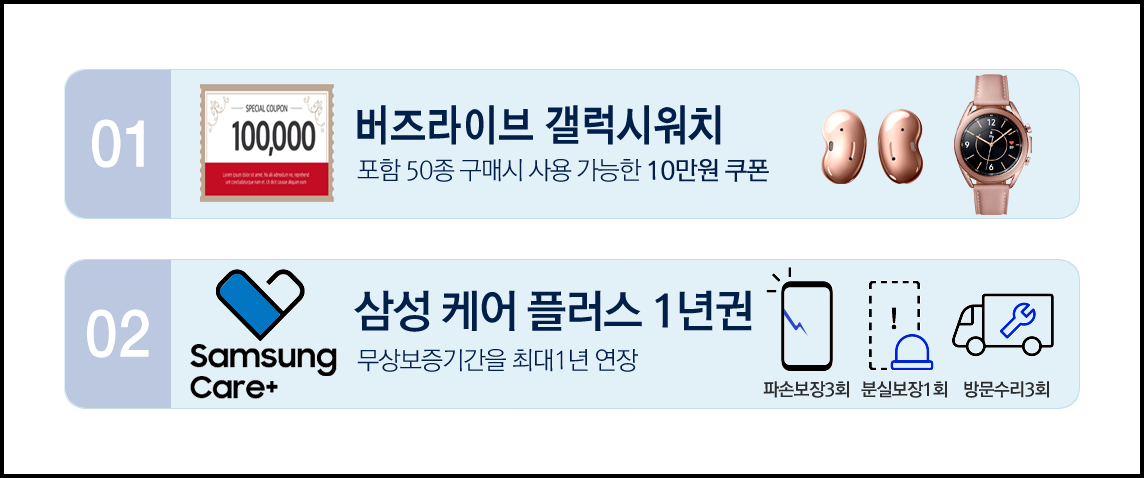 01
SPECIAL COUPON
100,000
버즈라이브 갤럭시워치
포함 50종 구매시 사용 가능한 10만원 쿠폰
12
02
Samsung
Care+
삼성 케어 플러스 1년권
무상보증기간을 최대1년 연장
!
파손보장3회 분실보장1회 방문수리3회